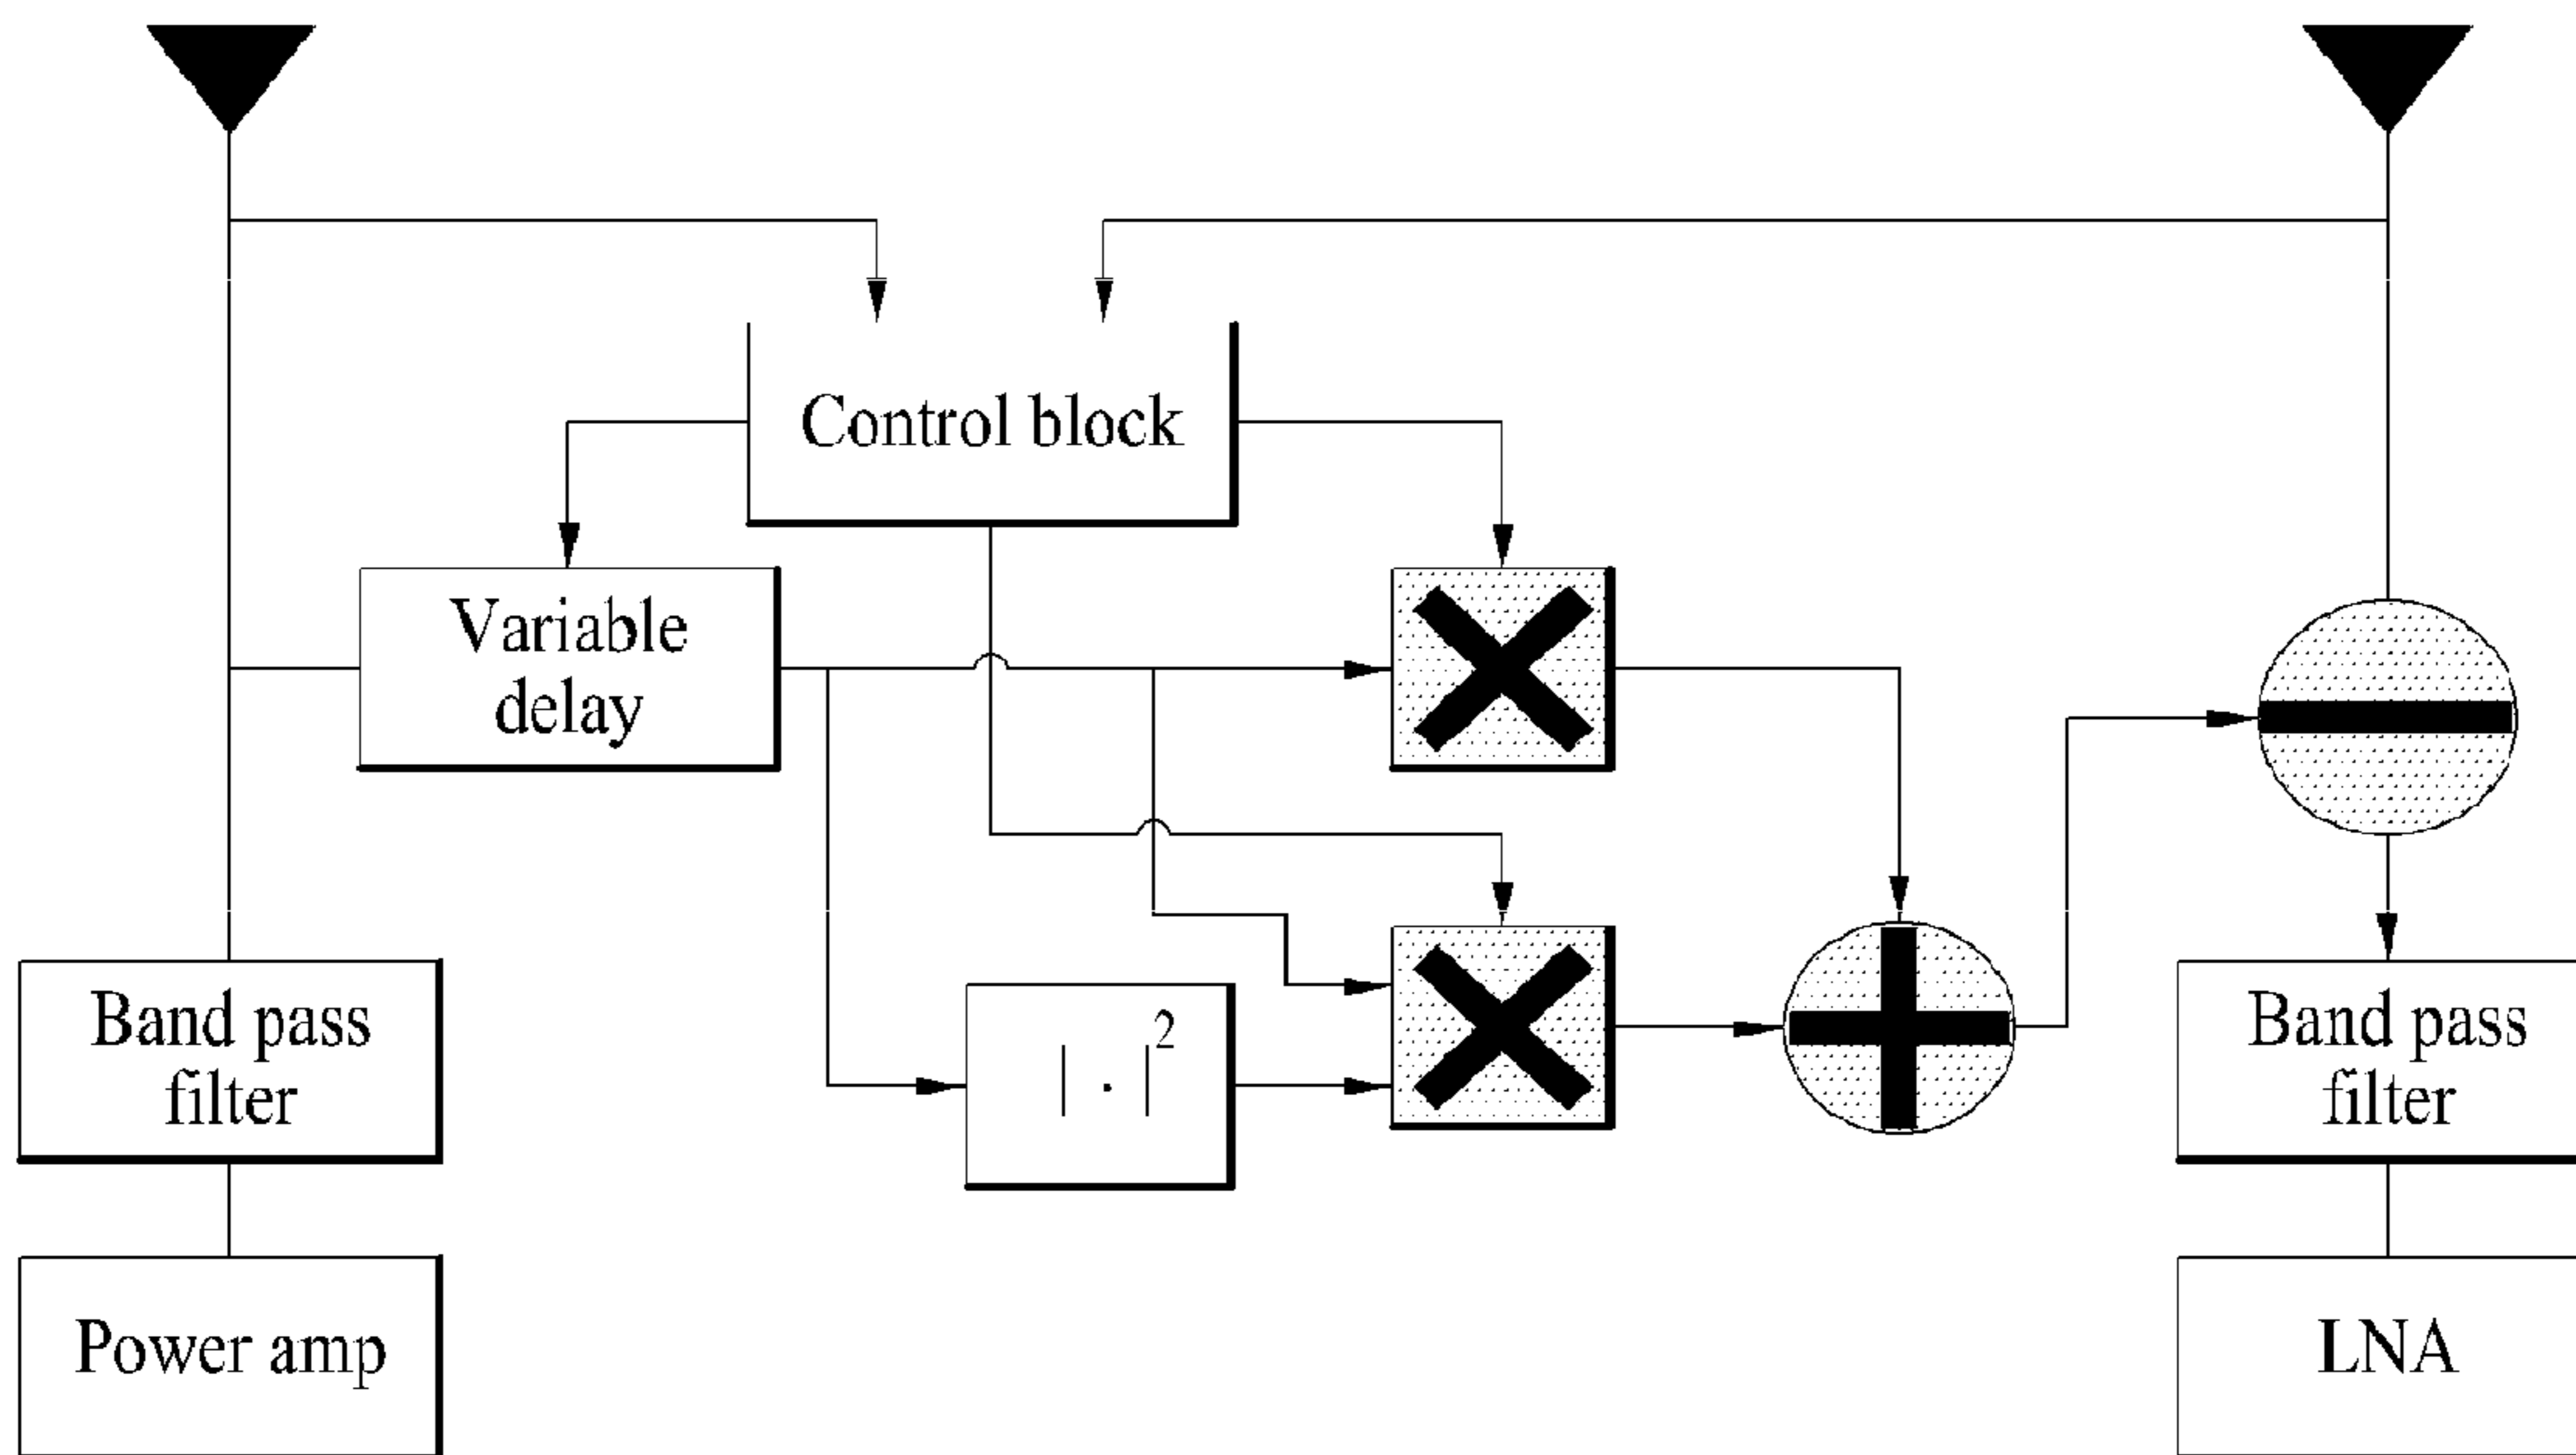 Control block
Variable
delay
Band pass
filter
| · |²
Band pass
filter
Power amp
LNA